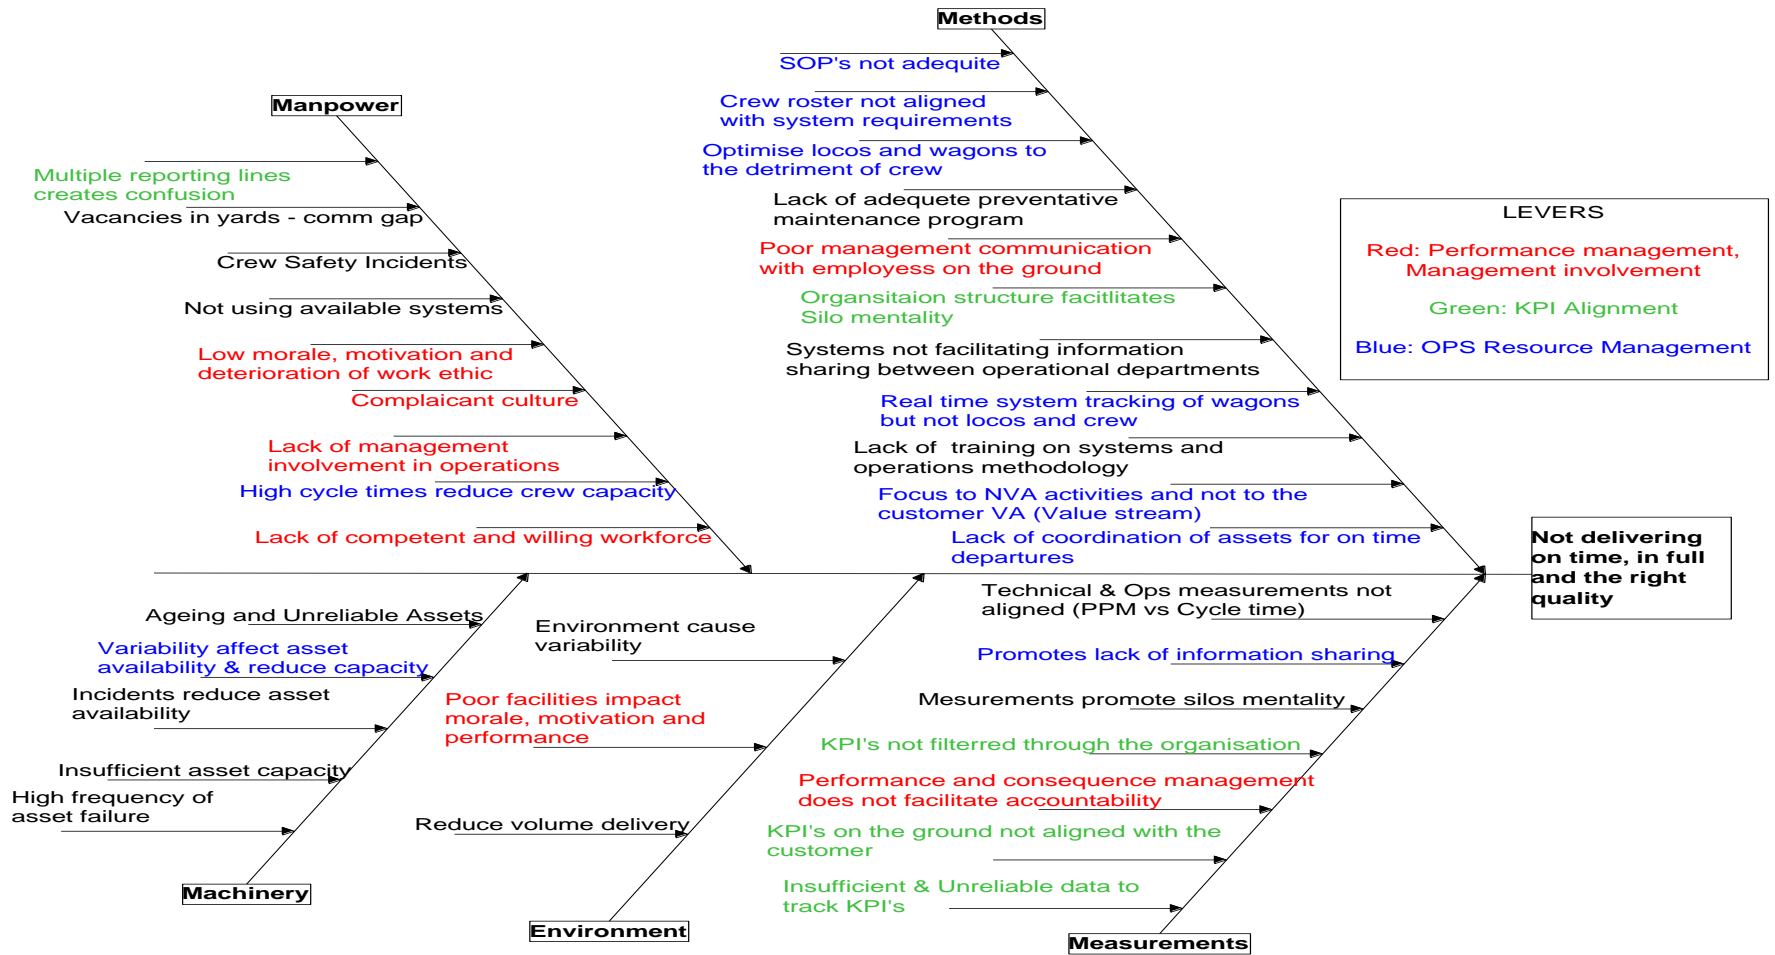 Methods
SOP's not adequite
Crew roster not aligned
with system requirements
Optimise locos and wagons to
the detriment of crew
Lack of adequete preventative
maintenance program
Poor management communication
with employess on the ground
Organsitaion structure facitlitates
Silo mentality
Systems not facilitating information
sharing between operational departments
Real time system tracking of wagons
but not locos and crew
Lack of  training on systems and
operations methodology
Focus to NVA activities and not to the
customer VA (Value stream)
Lack of coordination of assets for on time
departures
Manpower
Multiple reporting lines
creates confusion
Vacancies in yards - comm gap
Crew Safety Incidents
Not using available systems
Low morale, motivation and
deterioration of work ethic
Complaicant culture
Lack of management
involvement in operations
High cycle times reduce crew capacity
Lack of competent and willing workforce
LEVERS
Red: Performance management,
Management involvement
Green: KPI Alignment
Blue: OPS Resource Management
Not delivering
on time, in full
and the right
quality
Ageing and Unreliable Assets
Variability affect asset
availability & reduce capacity
Incidents reduce asset
availability
Insufficient asset capacity
High frequency of
asset failure
Machinery
Environment cause
variability
Poor facilities impact
morale, motivation and
performance
Reduce volume delivery
Environment
Technical & Ops measurements not
aligned (PPM vs Cycle time)
Promotes lack of information sharing
Mesurements promote silos mentality
KPI's not filterred through the organisation
Performance and consequence management
does not facilitate accountability
KPI's on the ground not aligned with the
customer
Insufficient & Unreliable data to
track KPI's
Measurements